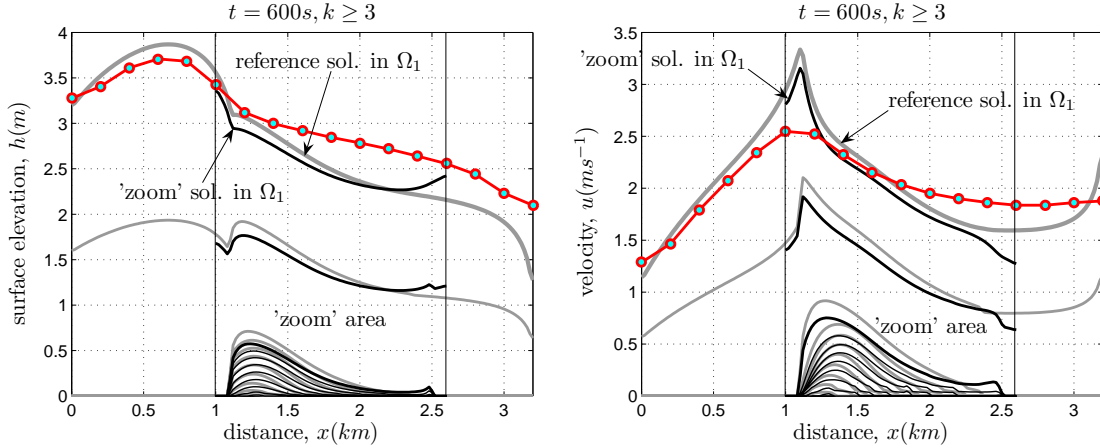 t = 600s, k ≥ 3
surface elevation, h(m)
4
3.5
3
2.5
2
1.5
1
0.5
0
reference sol. in Ω₁
'zoom' sol. in Ω₁
'zoom' area
0 0.5 1 1.5 2 2.5 3
distance, x(km)
t = 600s, k ≥ 3
velocity, u(ms⁻¹)
3.5
3
2.5
2
1.5
1
0.5
0
'zoom' sol. in Ω₁
reference sol. in Ω₁
'zoom' area
0 0.5 1 1.5 2 2.5 3
distance, x(km)